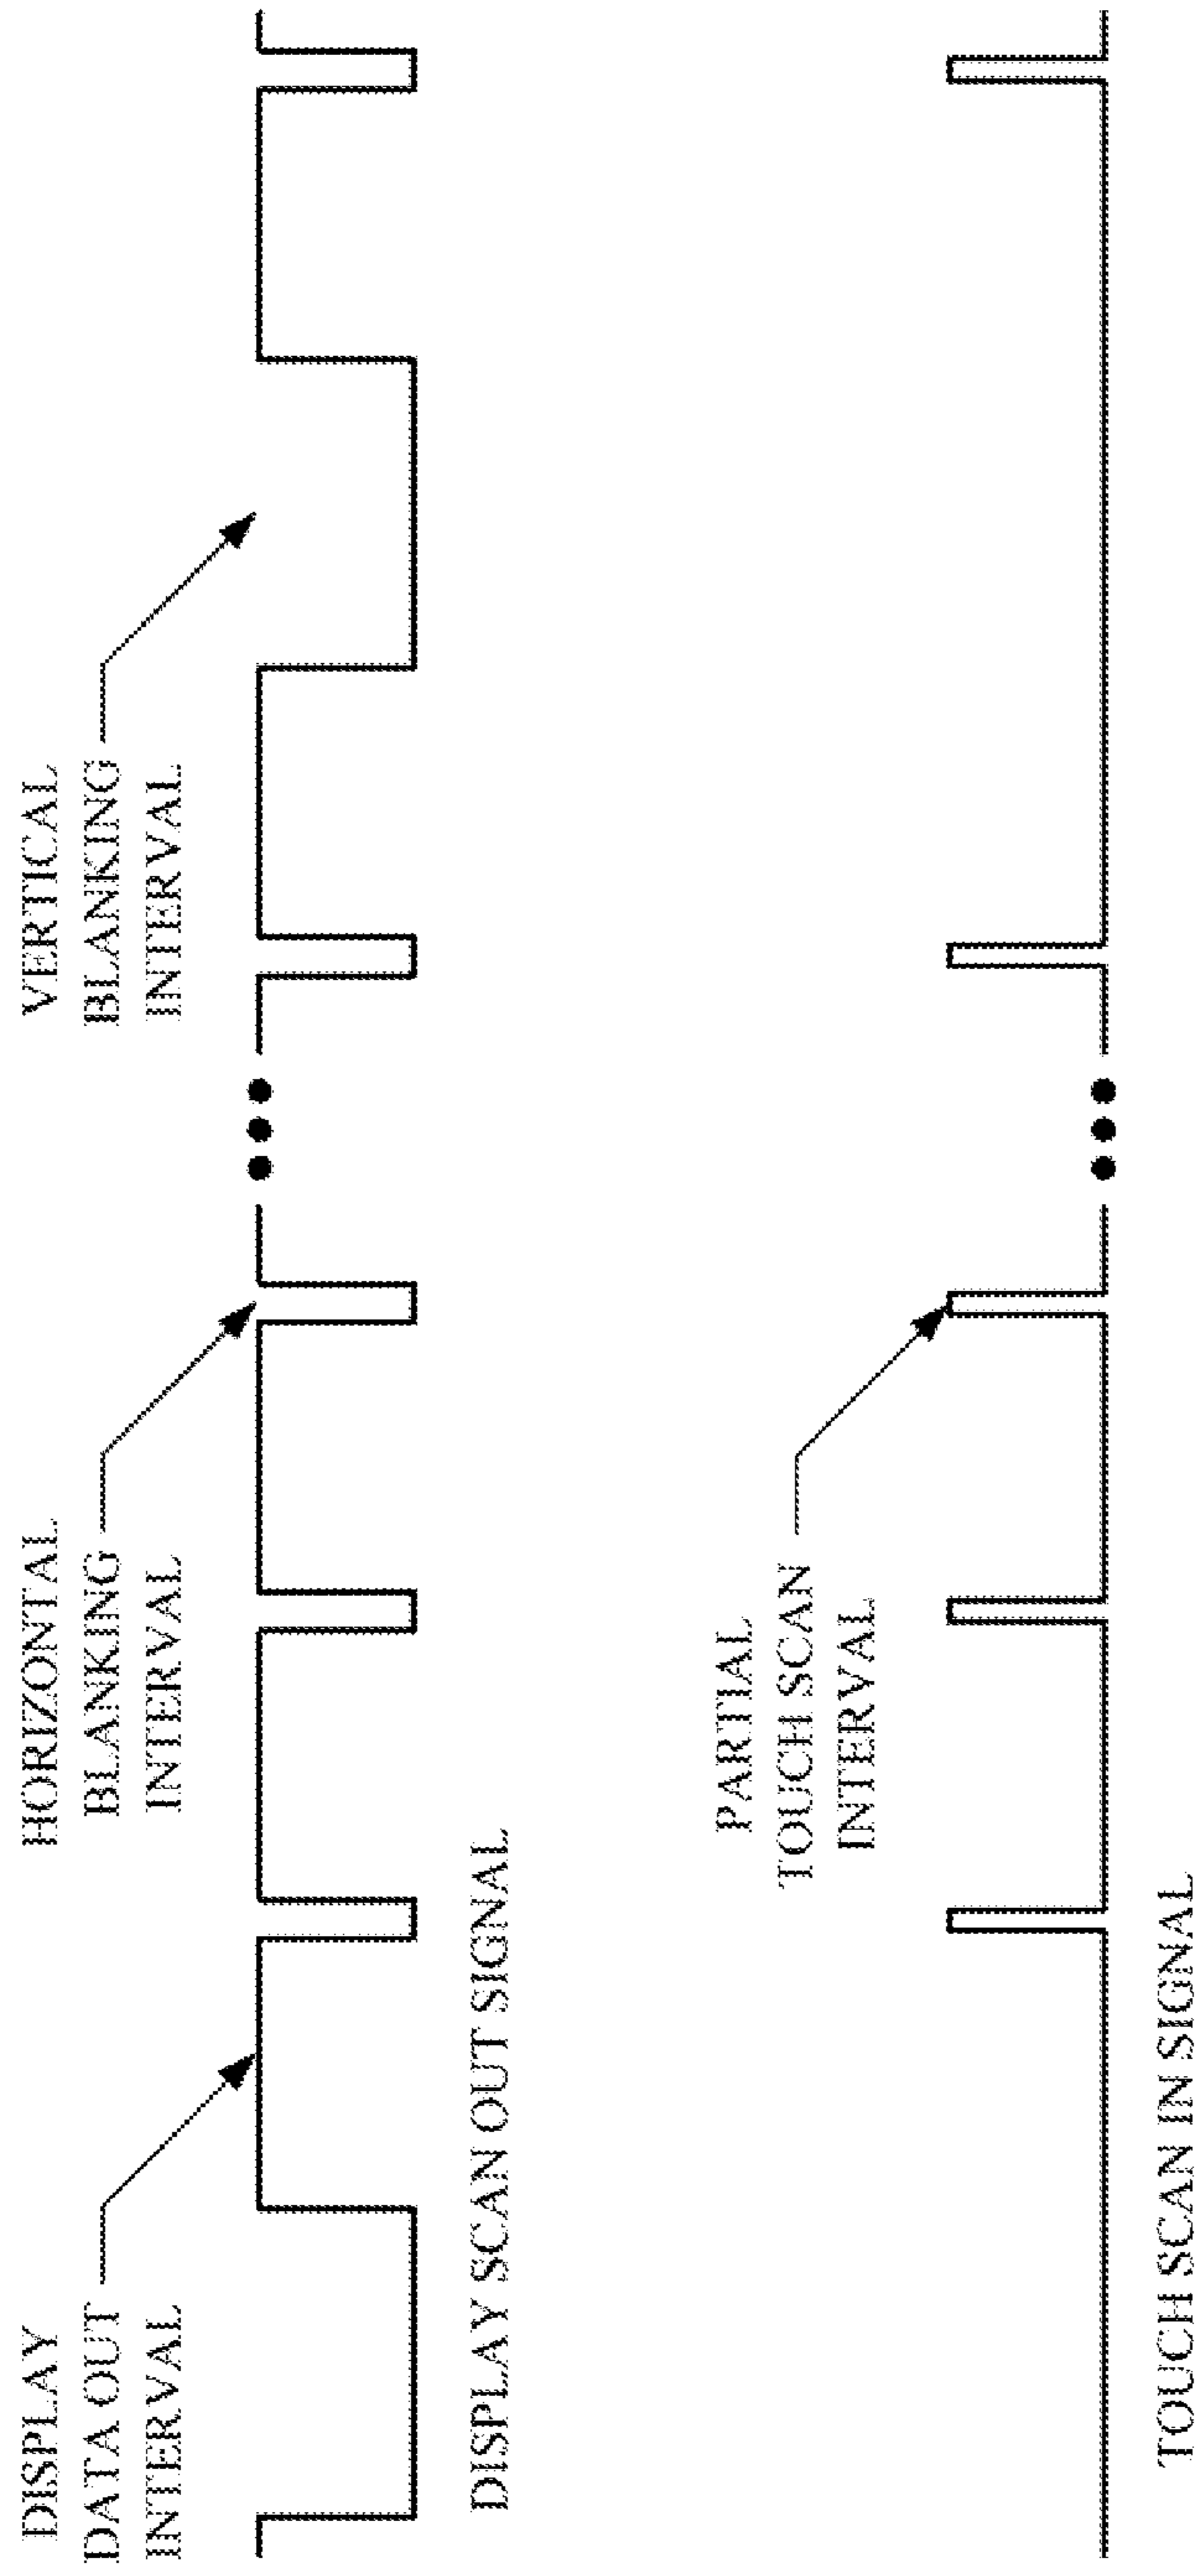 DISPLAY
DATA OUT
INTERVAL
HORIZONTAL
BLANKING
INTERVAL
VERTICAL
BLANKING
INTERVAL
DISPLAY SCAN OUT SIGNAL
PARTIAL
TOUCH SCAN
INTERVAL
TOUCH SCAN IN SIGNAL